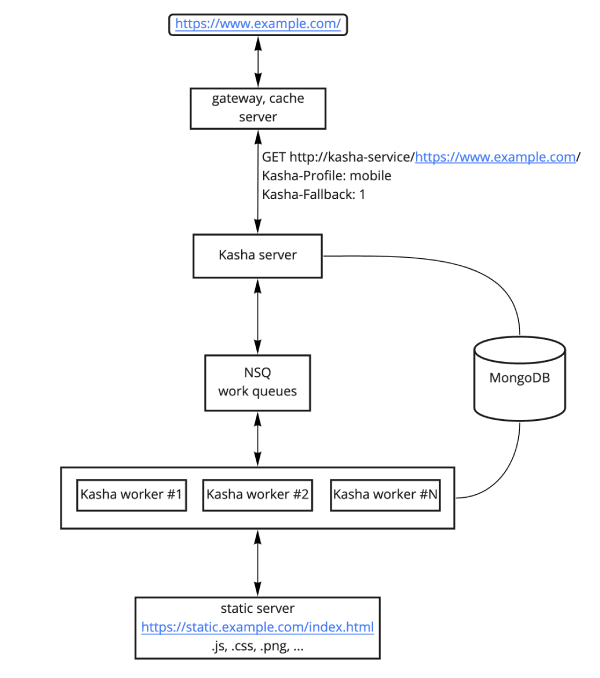 https://www.example.com/
gateway, cache
server
GET http://kasha-service/https://www.example.com/
Kasha-Profile: mobile
Kasha-Fallback: 1
Kasha server
NSQ
work queues
MongoDB
Kasha worker #1
Kasha worker #2
Kasha worker #N
static server
https://static.example.com/index.html
.js, .css, .png, ...